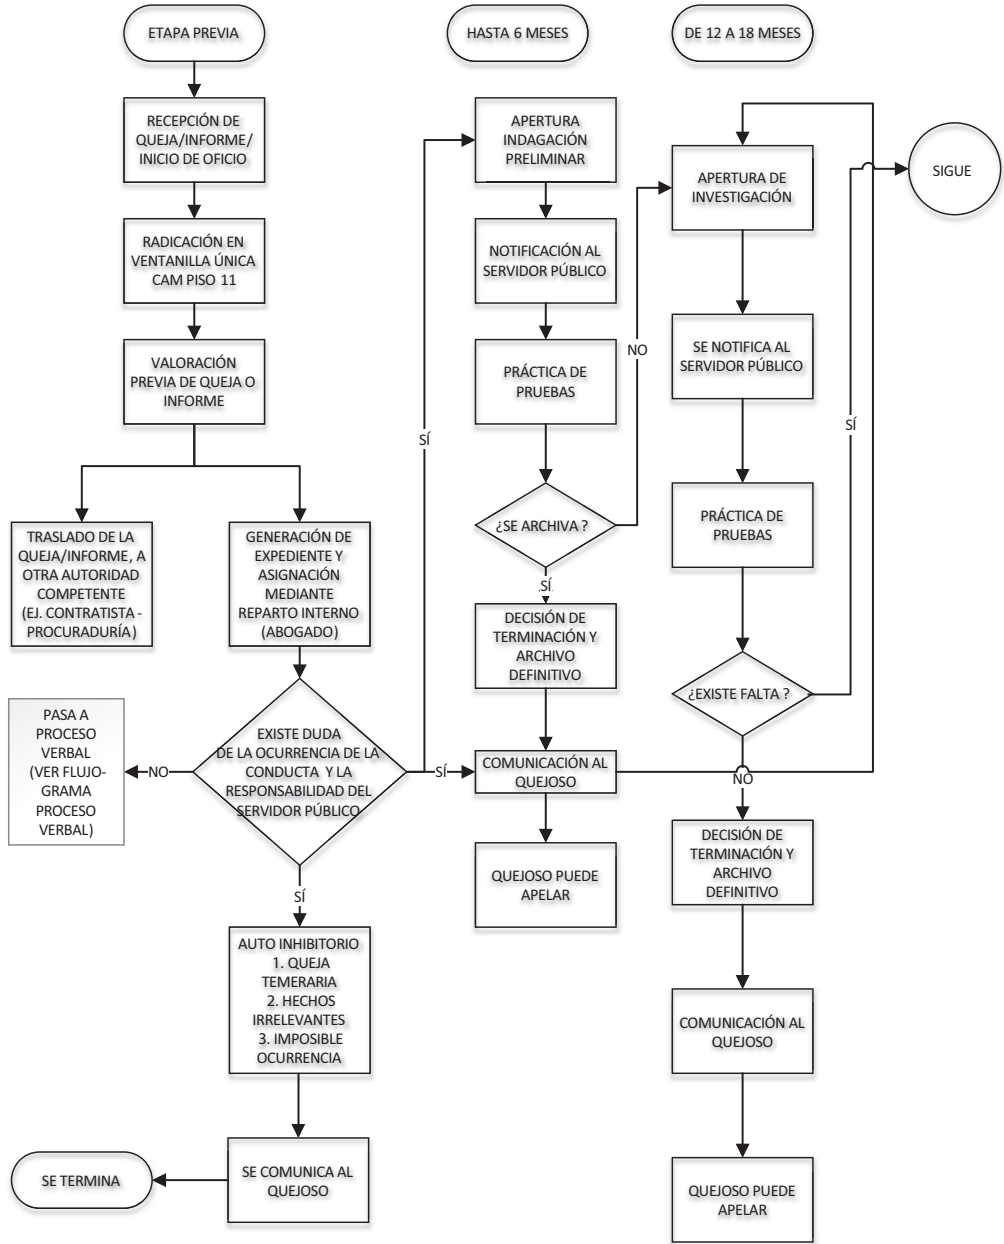 ETAPA PREVIA
RECEPCIÓN DE
QUEJA/INFORME/
INICIO DE OFICIO
RADICACIÓN EN
VENTANILLA ÚNICA
CAM PISO 11
VALORACIÓN
PREVIA DE QUEJA O
INFORME
TRASLADO DE LA
QUEJA/INFORME, A
OTRA AUTORIDAD
COMPETENTE
(EJ. CONTRATISTA -
PROCURADURÍA)
GENERACIÓN DE
EXPEDIENTE Y
ASIGNACIÓN
MEDIANTE
REPARTO INTERNO
(ABOGADO)
PASA A
PROCESO
VERBAL
(VER FLUJO-
GRAMA
PROCESO
VERBAL)
NO
EXISTE DUDA
DE LA OCURRENCIA DE LA
CONDUCTA Y LA
RESPONSABILIDAD DEL
SERVIDOR PÚBLICO
SÍ
SÍ
SÍ
AUTO INHIBITORIO
1. QUEJA
TEMERARIA
2. HECHOS
IRRELEVANTES
3. IMPOSIBLE
OCURRENCIA
SE COMUNICA AL
QUEJOSO
SE TERMINA
HASTA 6 MESES
APERTURA
INDAGACIÓN
PRELIMINAR
NOTIFICACIÓN AL
SERVIDOR PÚBLICO
PRÁCTICA DE
PRUEBAS
¿SE ARCHIVA ?
NO
SÍ
DECISIÓN DE
TERMINACIÓN Y
ARCHIVO
DEFINITIVO
COMUNICACIÓN AL
QUEJOSO
QUEJOSO PUEDE
APELAR
DE 12 A 18 MESES
APERTURA DE
INVESTIGACIÓN
SE NOTIFICA AL
SERVIDOR PÚBLICO
PRÁCTICA DE
PRUEBAS
¿EXISTE FALTA ?
SÍ
SIGUE
NO
DECISIÓN DE
TERMINACIÓN Y
ARCHIVO
DEFINITIVO
COMUNICACIÓN AL
QUEJOSO
QUEJOSO PUEDE
APELAR